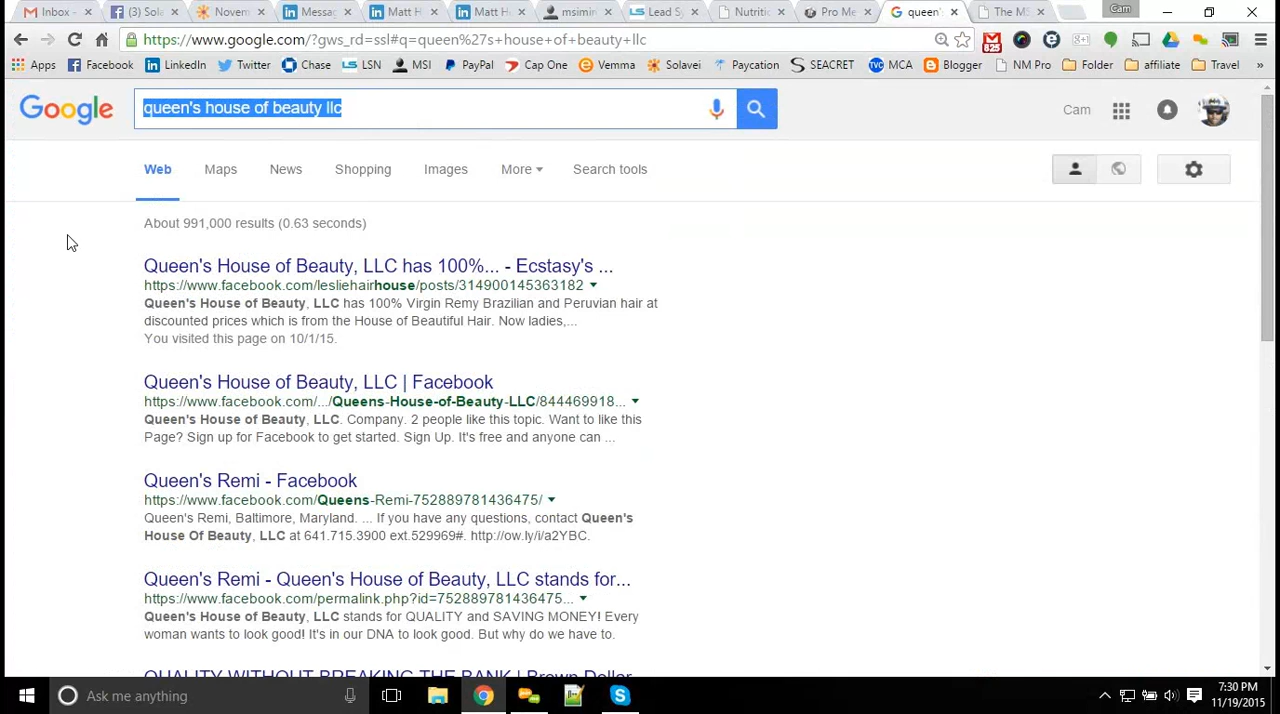 Inbox -
(3) Sola
Novem
Messag
Matt H
Matt H
msimin
Lead Sy
Nutritic
Pro Me
queen'
The MS
Cam
https://www.google.com/?gws_rd=ssl#q=queen%27s+house+of+beauty+llc
825
Apps Facebook LinkedIn Twitter Chase LSN MSI PayPal Cap One Vemma Solavei Paycation SEACRET MCA Blogger NM Pro Folder affiliate Travel »
Google
queen's house of beauty llc
Cam
Web Maps News Shopping Images More Search tools
About 991,000 results (0.63 seconds)
Queen's House of Beauty, LLC has 100%... - Ecstasy's ...
https://www.facebook.com/lesliehairhouse/posts/314900145363182
Queen's House of Beauty, LLC has 100% Virgin Remy Brazilian and Peruvian hair at
discounted prices which is from the House of Beautiful Hair. Now ladies,...
You visited this page on 10/1/15.
Queen's House of Beauty, LLC | Facebook
https://www.facebook.com/.../Queens-House-of-Beauty-LLC/844469918...
Queen's House of Beauty, LLC. Company. 2 people like this topic. Want to like this
Page? Sign up for Facebook to get started. Sign Up. It's free and anyone can ...
Queen's Remi - Facebook
https://www.facebook.com/Queens-Remi-752889781436475/
Queen's Remi, Baltimore, Maryland. ... If you have any questions, contact Queen's
House Of Beauty, LLC at 641.715.3900 ext.529969#. http://ow.ly/i/a2YBC.
Queen's Remi - Queen's House of Beauty, LLC stands for...
https://www.facebook.com/permalink.php?id=752889781436475...
Queen's House of Beauty, LLC stands for QUALITY and SAVING MONEY! Every
woman wants to look good! It's in our DNA to look good. But why do we have to.
QUALITY WITHOUT BREAKING THE BANK | Brown Dollar
Ask me anything
7:30 PM
11/19/2015